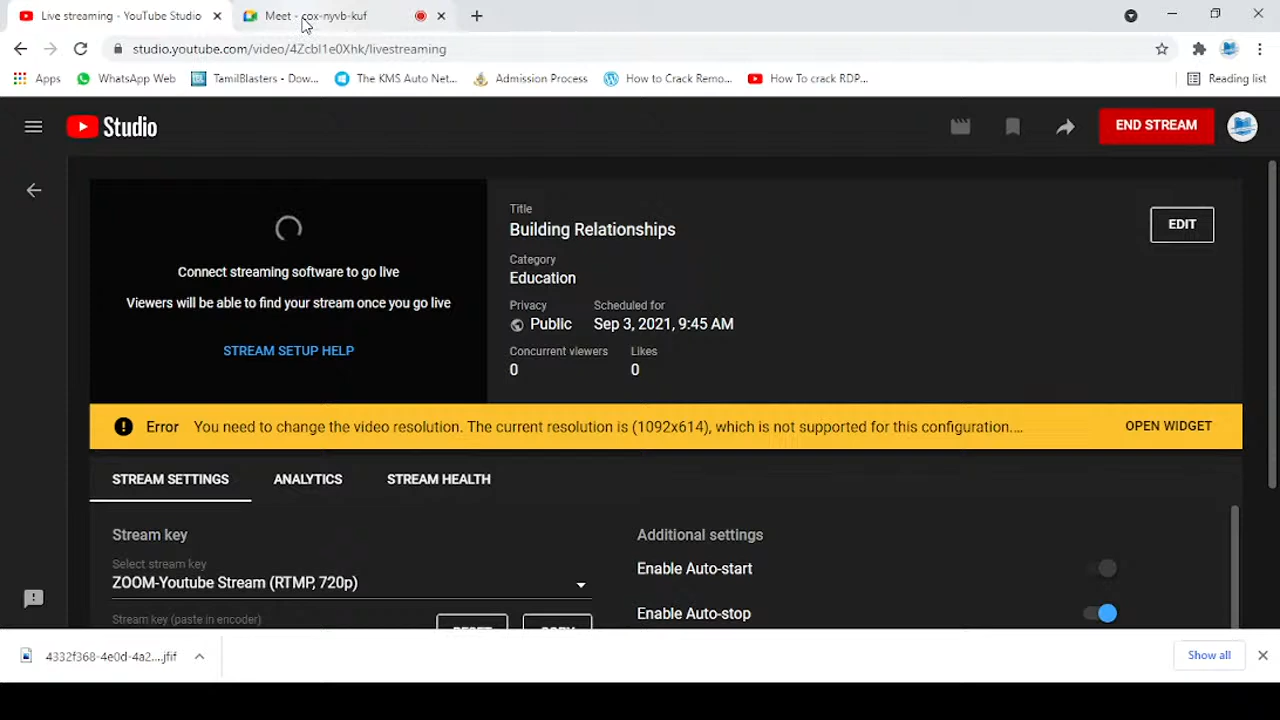 Live streaming - YouTube Studio
Meet - cox-nyvb-kuf
studio.youtube.com/video/4Zcbl1e0Xhk/livestreaming
Apps
WhatsApp Web
TamilBlasters - Dow...
The KMS Auto Net...
Admission Process
How to Crack Remo...
How To crack RDP...
Reading list
Studio
END STREAM
Connect streaming software to go live
Viewers will be able to find your stream once you go live
STREAM SETUP HELP
Title
Building Relationships
EDIT
Category
Education
Privacy
Scheduled for
Public
Sep 3, 2021, 9:45 AM
Concurrent viewers
Likes
0
0
Error
You need to change the video resolution. The current resolution is (1092x614), which is not supported for this configuration....
OPEN WIDGET
STREAM SETTINGS
ANALYTICS
STREAM HEALTH
Stream key
Select stream key
ZOOM-Youtube Stream (RTMP, 720p)
Stream key (paste in encoder)
RESET
COPY
Additional settings
Enable Auto-start
Enable Auto-stop
4332f368-4e0d-4a2....jfif
Show all